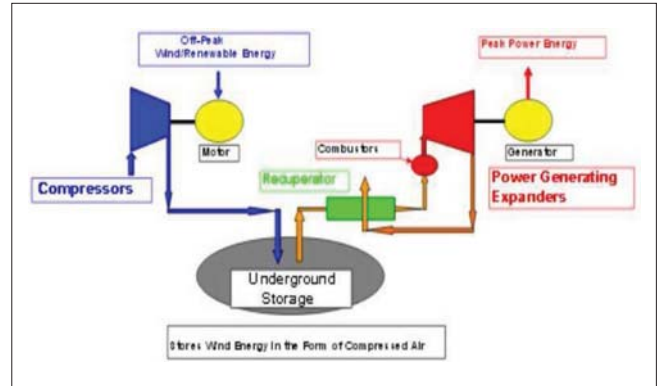 Off-Peak
Wind/Renewable Energy
Peak Power Energy
Motor
Combustors
Generator
Recuperator
Compressors
Power Generating
Expanders
Underground
Storage
Stores Wind Energy in the Form of Compressed Air